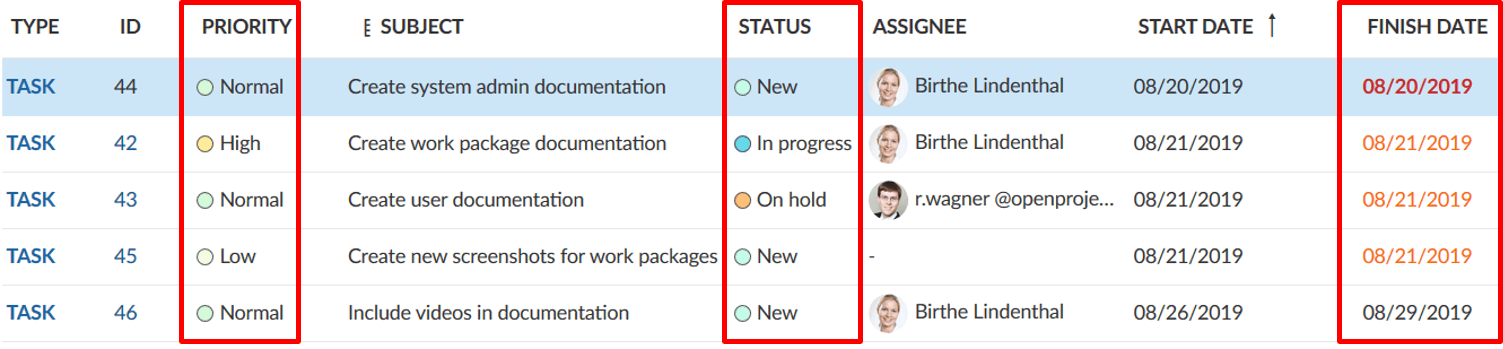 TYPE ID PRIORITY SUBJECT STATUS ASSIGNEE START DATE FINISH DATE
TASK 44 Normal Create system admin documentation New Birthe Lindenthal 08/20/2019 08/20/2019
TASK 42 High Create work package documentation In progress Birthe Lindenthal 08/21/2019 08/21/2019
TASK 43 Normal Create user documentation On hold r.wagner @openproje... 08/21/2019 08/21/2019
TASK 45 Low Create new screenshots for work packages New - 08/21/2019 08/21/2019
TASK 46 Normal Include videos in documentation New Birthe Lindenthal 08/26/2019 08/29/2019